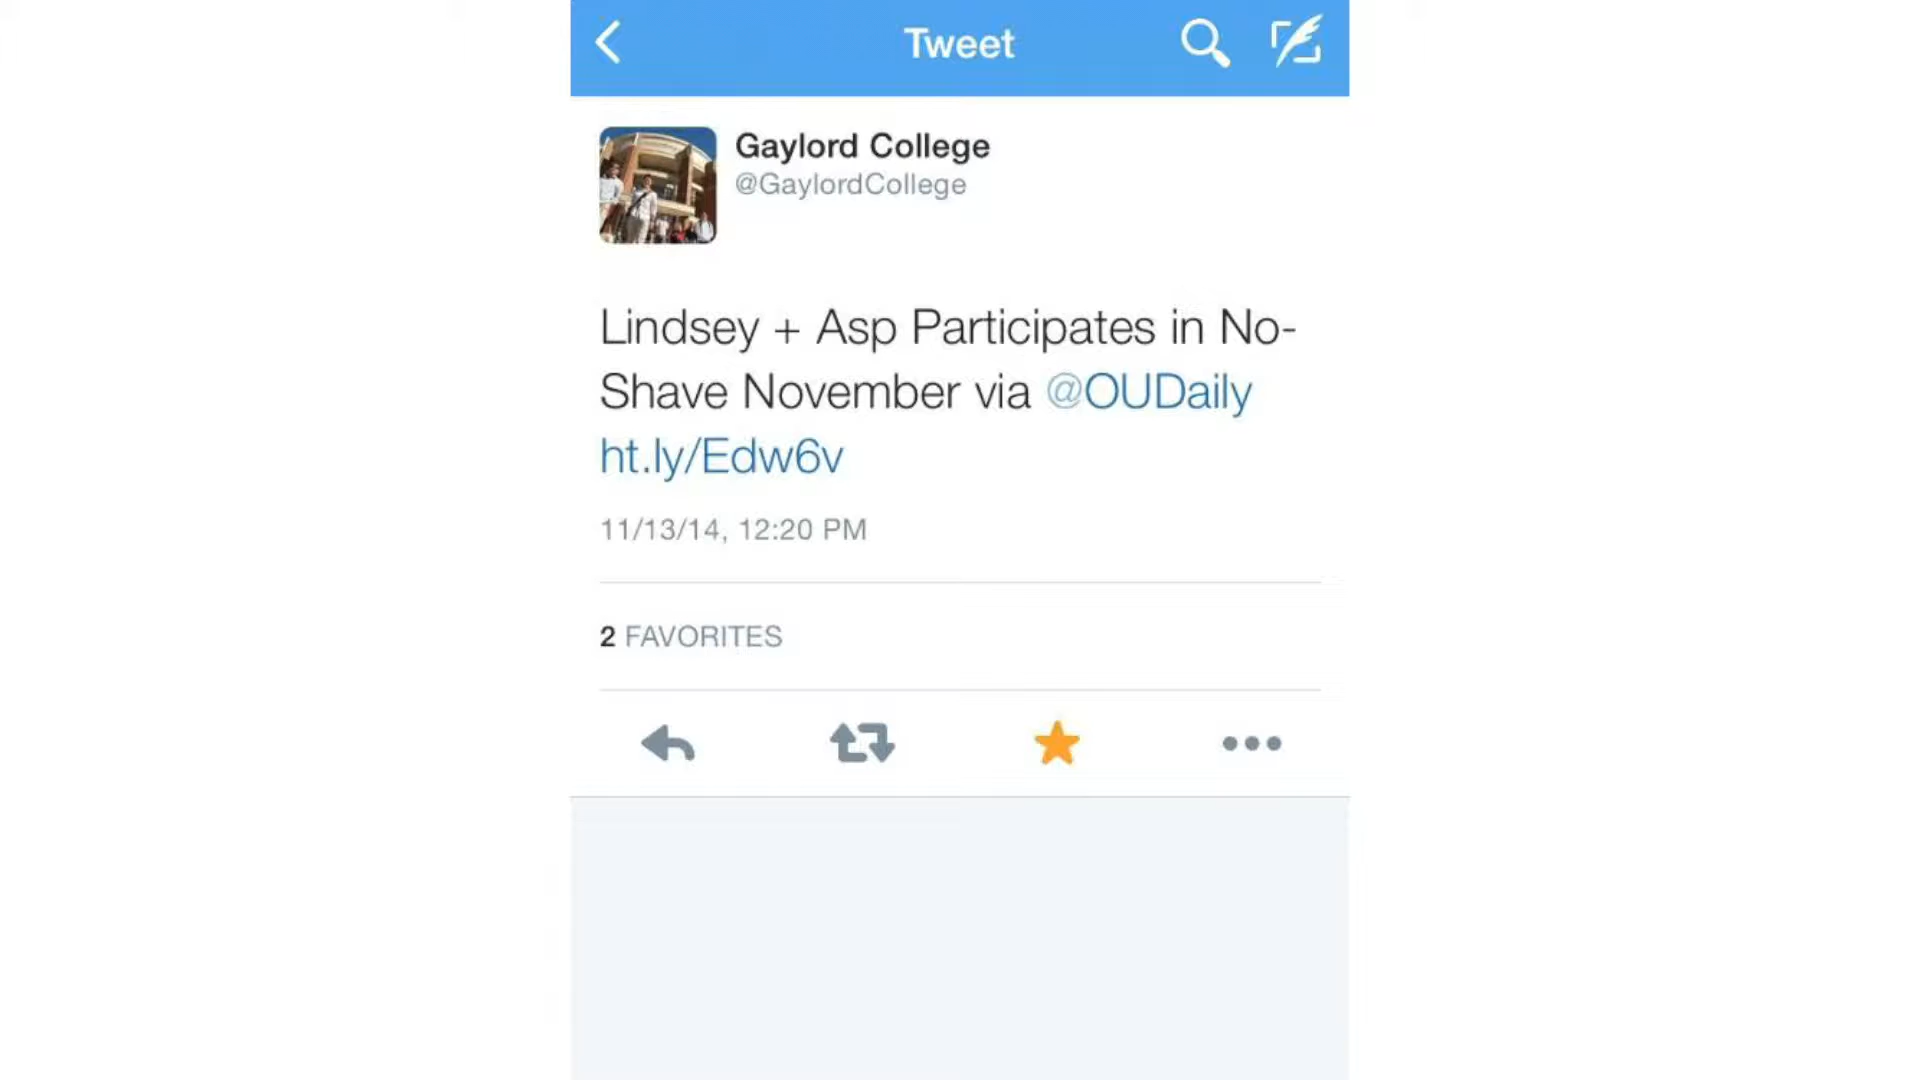 Tweet
Gaylord College
@GaylordCollege
Lindsey + Asp Participates in No-
Shave November via @OUDaily
ht.ly/Edw6v
11/13/14, 12:20 PM
2 FAVORITES